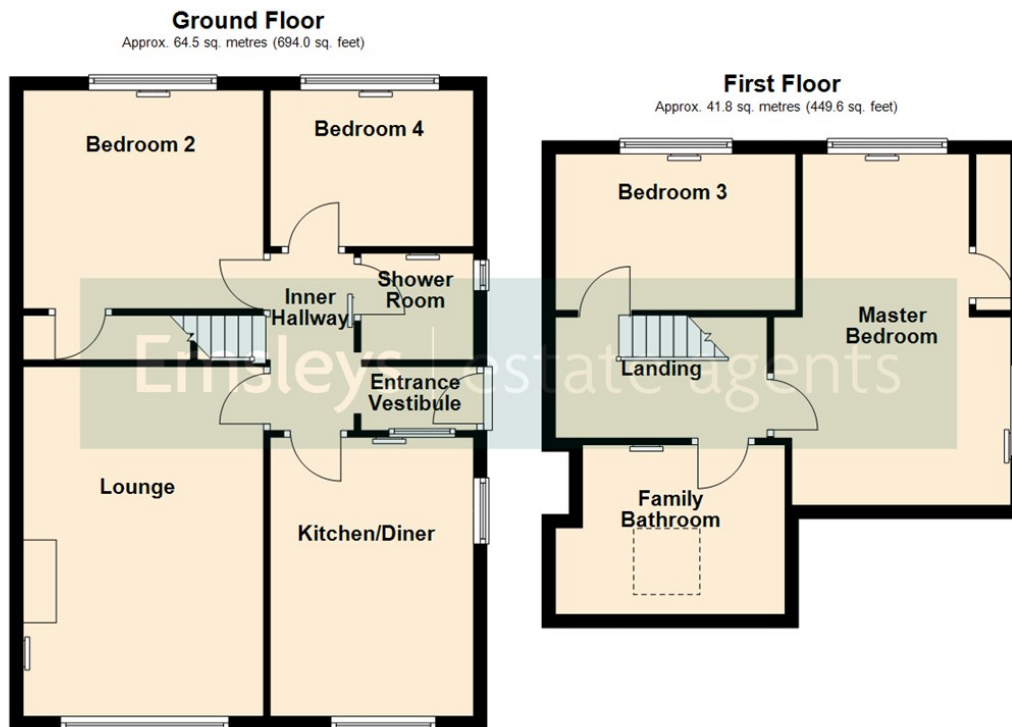 Ground Floor
Approx. 64.5 sq. metres (694.0 sq. feet)
Bedroom 2
Bedroom 4
Shower
Room
Inner
Hallway
Entrance
Vestibule
Lounge
Kitchen/Diner
First Floor
Approx. 41.8 sq. metres (449.6 sq. feet)
Bedroom 3
Master
Bedroom
Landing
Family
Bathroom
Emsleys | estate agents